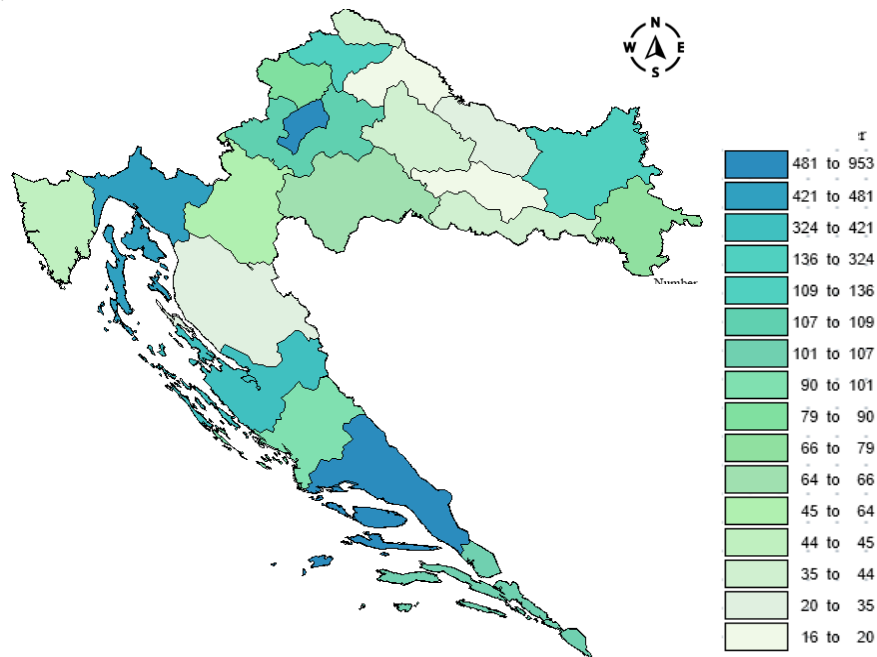 N
W E
S
481 to 953
421 to 481
324 to 421
136 to 324
109 to 136
107 to 109
101 to 107
90 to 101
79 to 90
66 to 79
64 to 66
45 to 64
44 to 45
35 to 44
20 to 35
16 to 20
Number